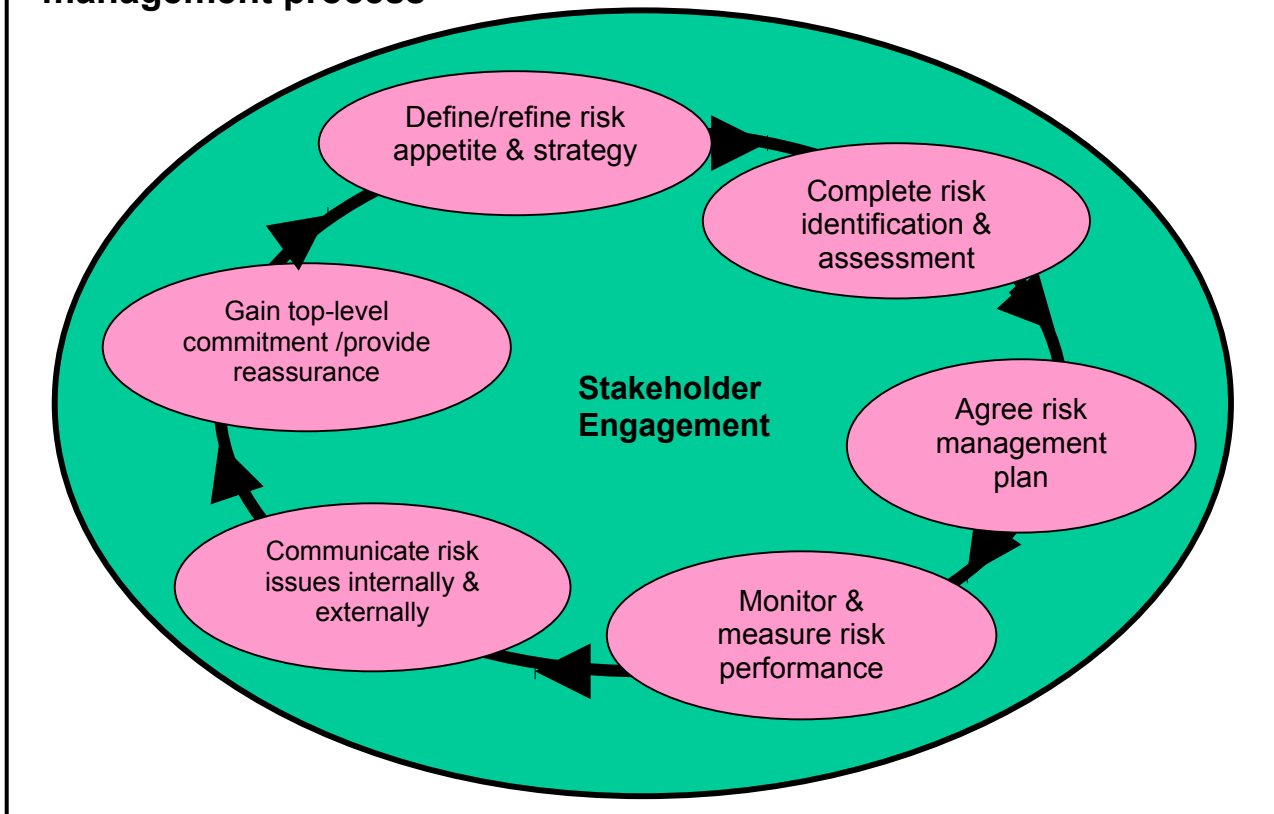 management process
Define/refine risk
appetite & strategy
Complete risk
identification &
assessment
Gain top-level
commitment /provide
reassurance
Stakeholder
Engagement
Agree risk
management
plan
Communicate risk
issues internally &
externally
Monitor &
measure risk
performance